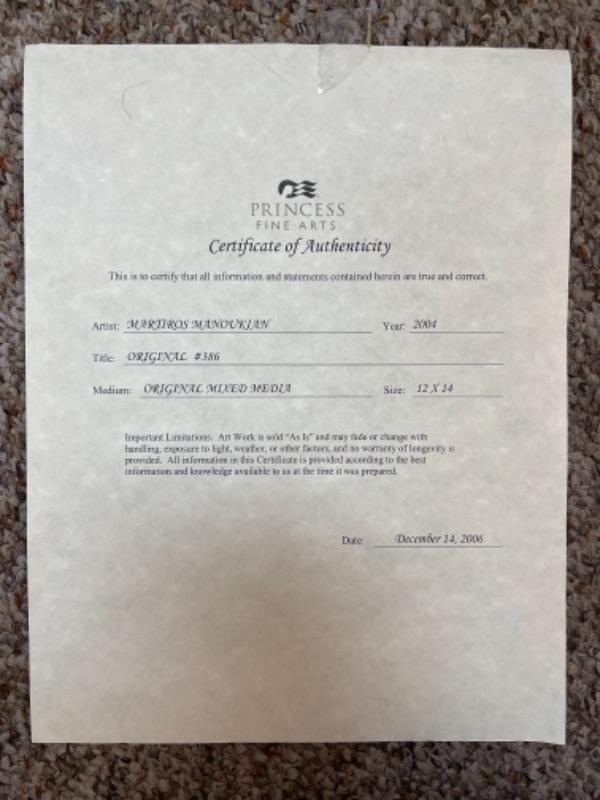 PRINCESS
FINE ARTS
Certificate of Authenticity
This is to certify that all information and statements contained herein are true and correct.
Artist: MARTIROS MANOUKIAN Year: 2004
Title: ORIGINAL #386
Medium: ORIGINAL MIXED MEDIA Size: 12 X 14
Important Limitations. Art Work is sold "As Is" and may fade or change with
handling, exposure to light, weather, or other factors, and no warranty of longevity is
provided. All information in this Certificate is provided according to the best
information and knowledge available to us at the time it was prepared.
Date: December 14, 2006